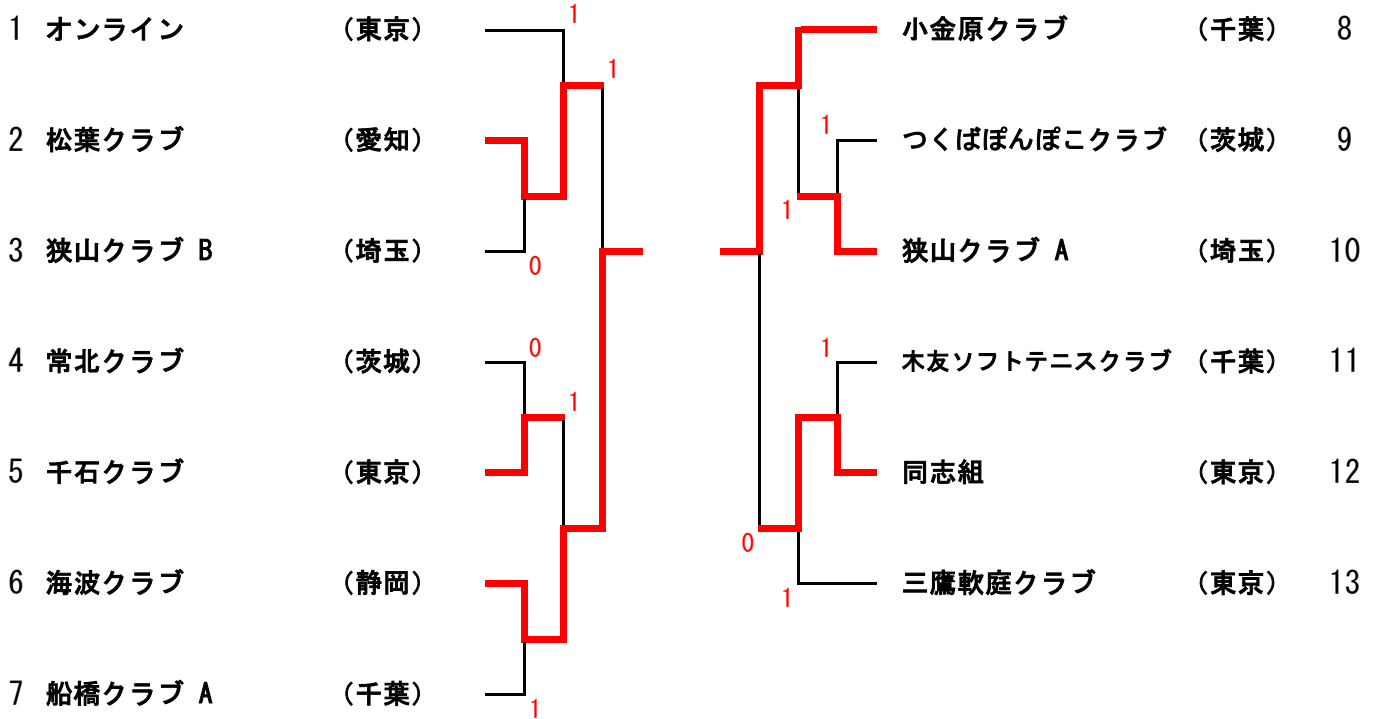 1 オンライン （東京） 1 小金原クラブ （千葉） 8
1
2 松葉クラブ （愛知） 1 つくばぽんぽこクラブ （茨城） 9
1
3 狭山クラブ B （埼玉） 0 狭山クラブ A （埼玉） 10
4 常北クラブ （茨城） 0 1 木友ソフトテニスクラブ （千葉） 11
1
5 千石クラブ （東京） 同志組 （東京） 12
0
6 海波クラブ （静岡） 1 三鷹軟庭クラブ （東京） 13
7 船橋クラブ A （千葉） 1